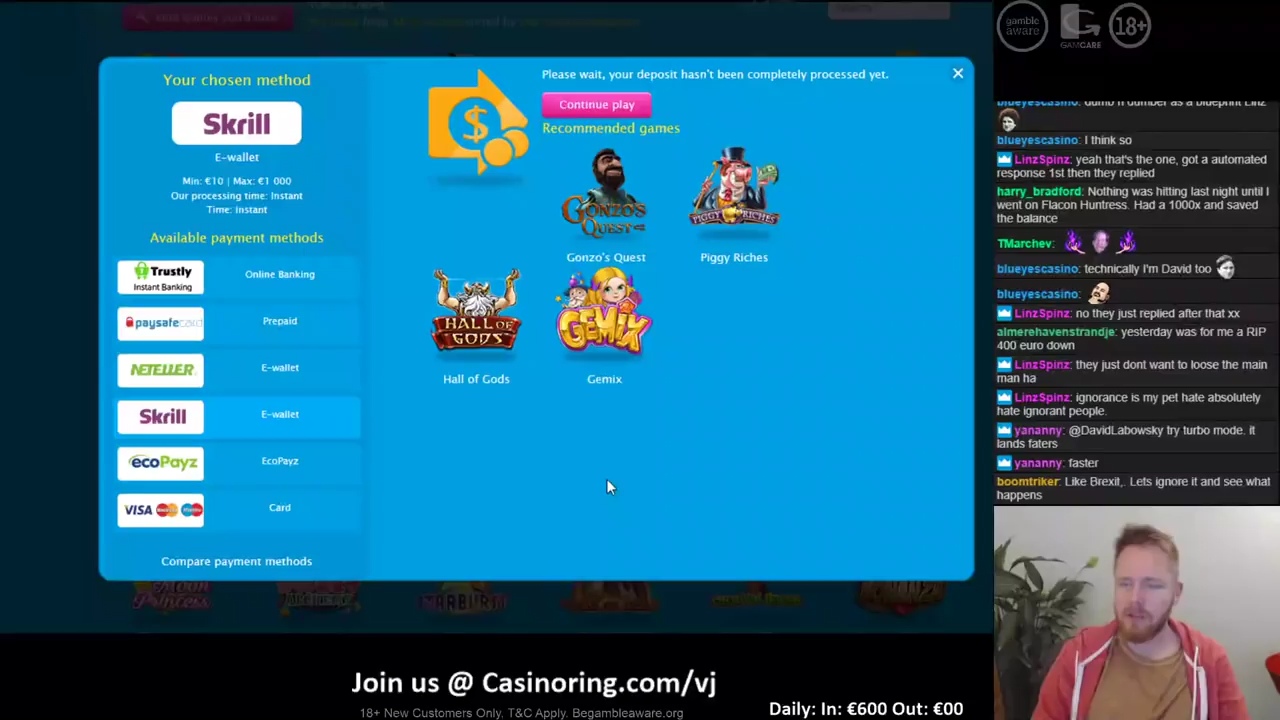 Your chosen method
Skrill
E-wallet
Min: €10 | Max: €1 000
Our processing time: Instant
Time: Instant
Available payment methods
Trustly
Instant Banking
Online Banking
paysafecard
Prepaid
NETELLER
E-wallet
Skrill
E-wallet
ecoPayz
EcoPayz
VISA
Card
Compare payment methods
Please wait, your deposit hasn't been completely processed yet.
Continue play
Recommended games
GONZO'S QUEST
Gonzo's Quest
PIGGY RICHES
Piggy Riches
HALL OF GODS
Hall of Gods
GEMIX
Gemix
gamble aware
GAMCARE
18+
blueyescasino: dumb n dumber as a blueprint Linz
blueyescasino: I think so
LinzSpinz: yeah that's the one, got a automated
response 1st then they replied
harry_bradford: Nothing was hitting last night until I
went on Flacon Huntress. Had a 1000x and saved
the balance
TMarchev:
blueyescasino: technically I'm David too
blueyescasino:
LinzSpinz: no they just replied after that xx
almerehavenstrandje: yesterday was for me a RIP
400 euro down
LinzSpinz: they just dont want to loose the main
man ha
LinzSpinz: ignorance is my pet hate absolutely
hate ignorant people.
yananny: @DavidLabowsky try turbo mode. it
lands faters
yananny: faster
boomtriker: Like Brexit,. Lets ignore it and see what
happens
Join us @ Casinoring.com/vj
18+ New Customers Only, T&C Apply. Begambleaware.org
Daily: In: €600 Out: €00